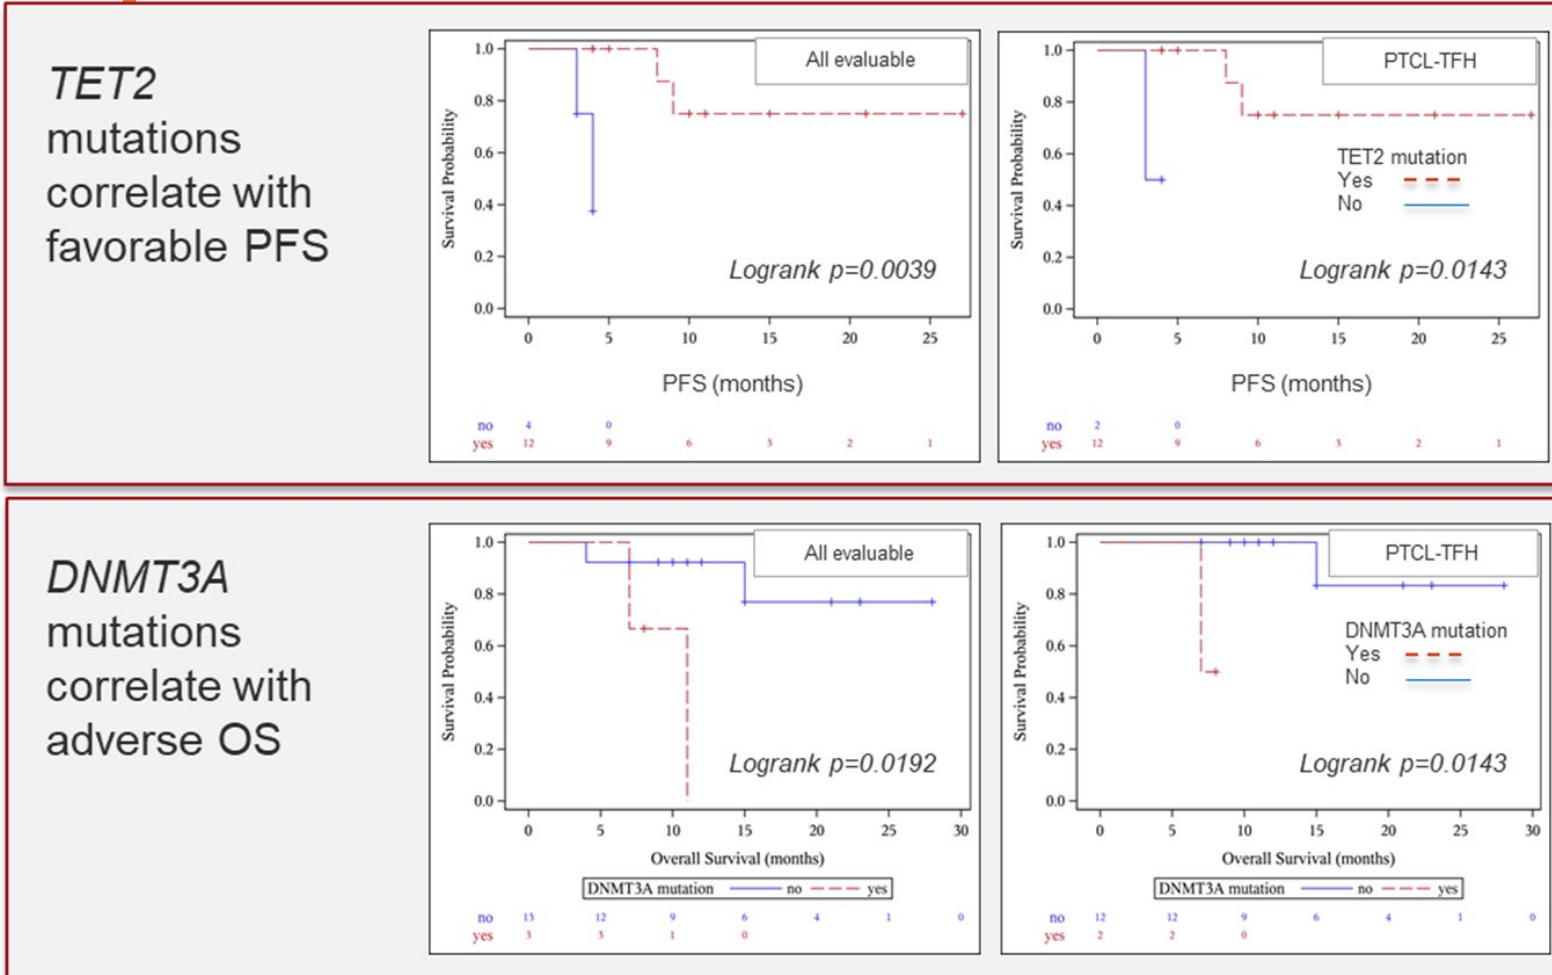 TET2
mutations
correlate with
favorable PFS
All evaluable
Survival Probability
1.0
0.8
0.6
0.4
0.2
0.0
Logrank p=0.0039
0 5 10 15 20 25
PFS (months)
no 4 0
yes 12 9 6 3 2 1
PTCL-TFH
Survival Probability
1.0
0.8
0.6
0.4
0.2
0.0
TET2 mutation
Yes
No
Logrank p=0.0143
0 5 10 15 20 25
PFS (months)
no 2 0
yes 12 9 6 3 2 1
DNMT3A
mutations
correlate with
adverse OS
All evaluable
Survival Probability
1.0
0.8
0.6
0.4
0.2
0.0
Logrank p=0.0192
0 5 10 15 20 25 30
Overall Survival (months)
DNMT3A mutation no yes
no 13 12 9 6 4 1 0
yes 3 3 1 0
PTCL-TFH
Survival Probability
1.0
0.8
0.6
0.4
0.2
0.0
DNMT3A mutation
Yes
No
Logrank p=0.0143
0 5 10 15 20 25 30
Overall Survival (months)
DNMT3A mutation no yes
no 12 12 9 6 4 1 0
yes 2 2 0